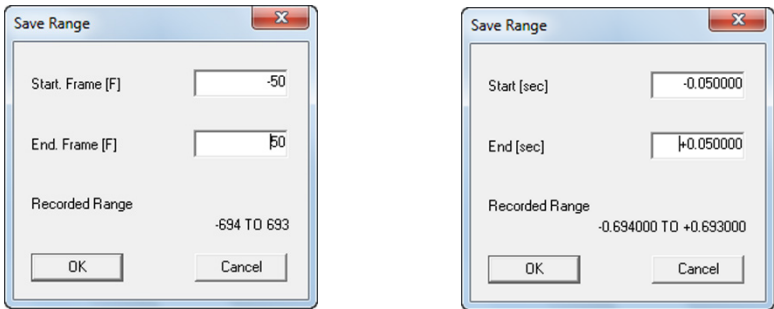 Save Range
Start. Frame [F] -50
End. Frame [F] 50
Recorded Range
-694 TO 693
OK Cancel
Save Range
Start [sec] -0.050000
End [sec] +0.050000
Recorded Range
-0.694000 TO +0.693000
OK Cancel